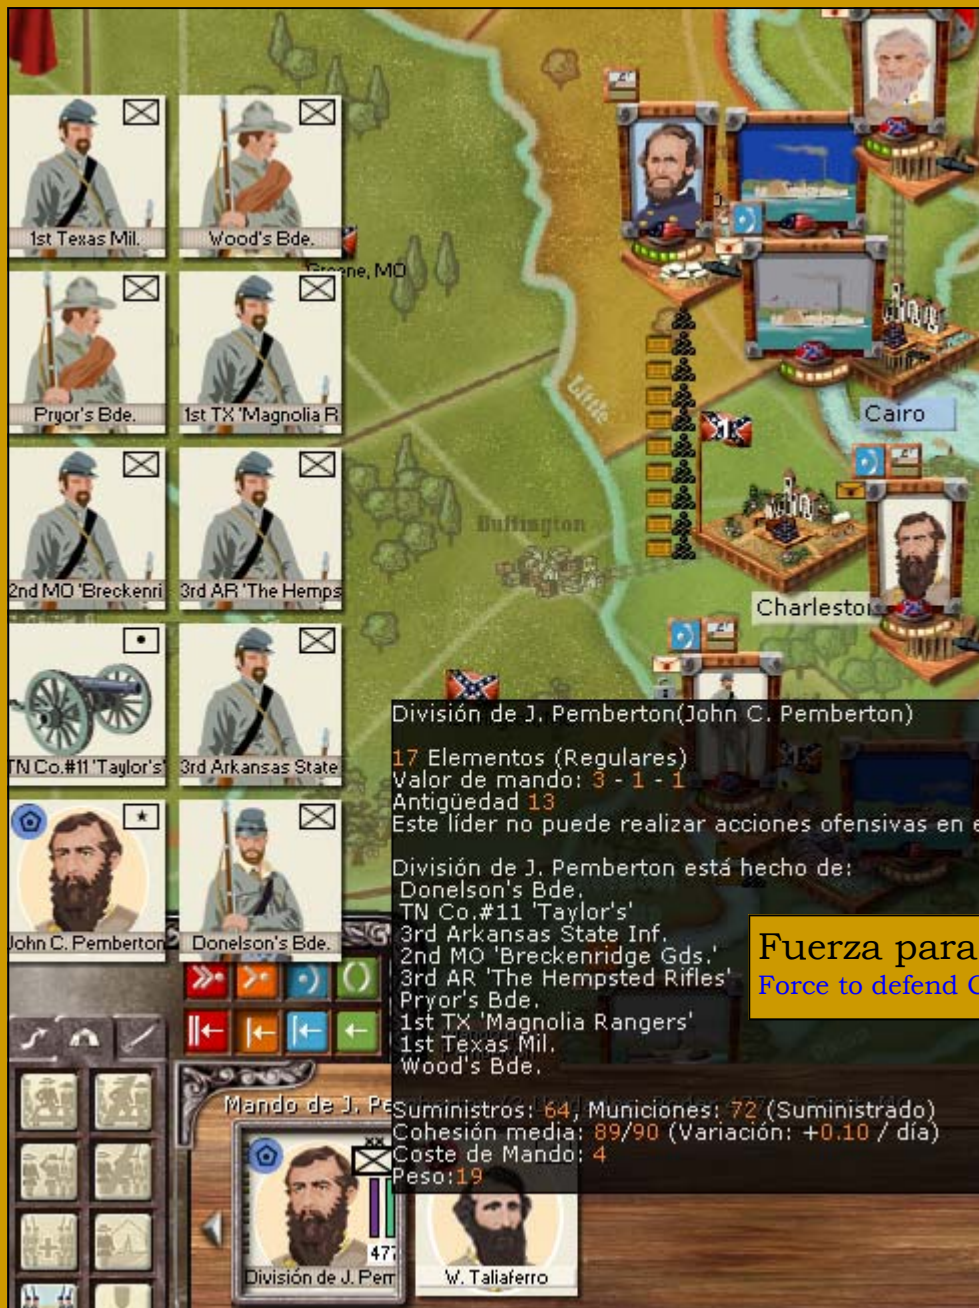 1st Texas Mil.
Wood's Bde.
Greene, MO
Pryor's Bde.
1st TX 'Magnolia R
2nd MO 'Breckenri
3rd AR 'The Hemps
TN Co.#11 'Taylor's'
3rd Arkansas State
John C. Pemberton
Donelson's Bde.
Little
Buffington
Cairo
Charleston
División de J. Pemberton(John C. Pemberton)
17 Elementos (Regulares)
Valor de mando: 3 - 1 - 1
Antigüedad 13
Este líder no puede realizar acciones ofensivas en e
División de J. Pemberton está hecho de:
Donelson's Bde.
TN Co.#11 'Taylor's'
3rd Arkansas State Inf.
2nd MO 'Breckenridge Gds.'
3rd AR 'The Hempsted Rifles'
Pryor's Bde.
1st TX 'Magnolia Rangers'
1st Texas Mil.
Wood's Bde.
Suministros: 64, Municiones: 72 (Suministrado)
Cohesión media: 89/90 (Variación: +0.10 / día)
Coste de Mando: 4
Peso:19
Fuerza para
Force to defend C
Mando de J. Pe
477
División de J. Pem
W. Taliaferro